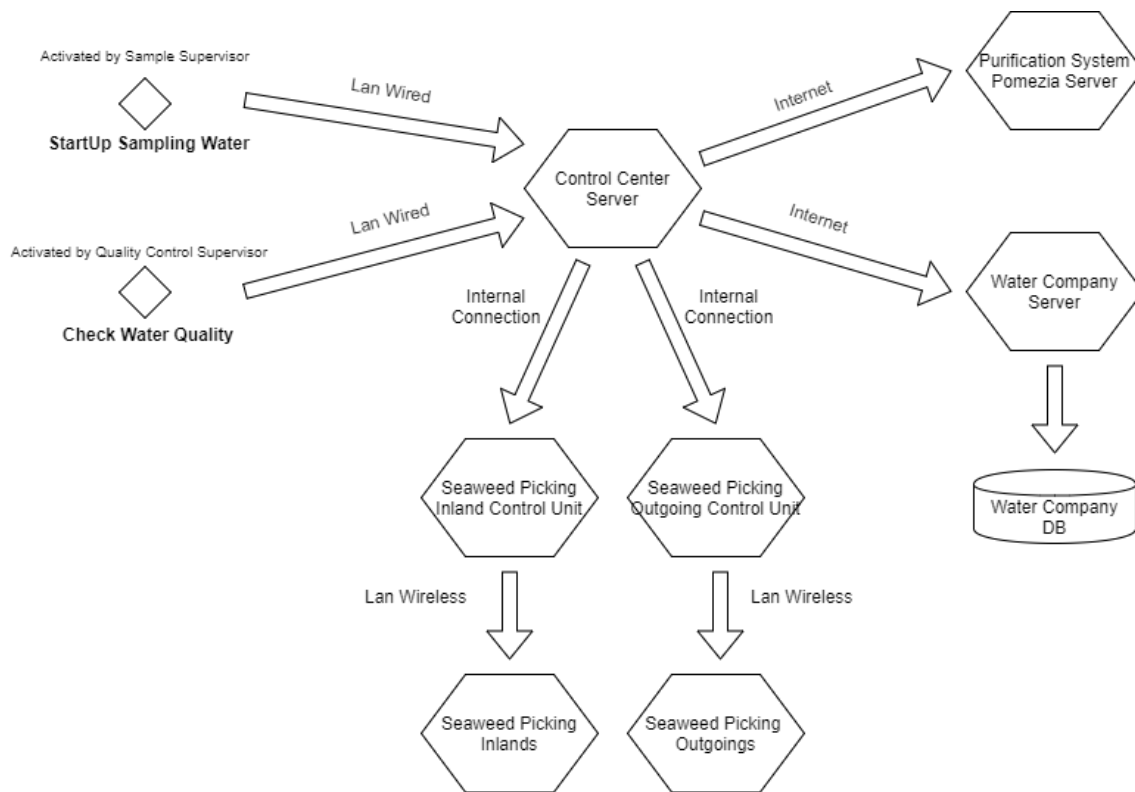 Activated by Sample Supervisor
StartUp Sampling Water
Lan Wired
Activated by Quality Control Supervisor
Check Water Quality
Lan Wired
Control Center
Server
Internet
Purification System
Pomezia Server
Internet
Water Company
Server
Water Company
DB
Internal
Connection
Internal
Connection
Seaweed Picking
Inland Control Unit
Seaweed Picking
Outgoing Control Unit
Lan Wireless
Lan Wireless
Seaweed Picking
Inlands
Seaweed Picking
Outgoings